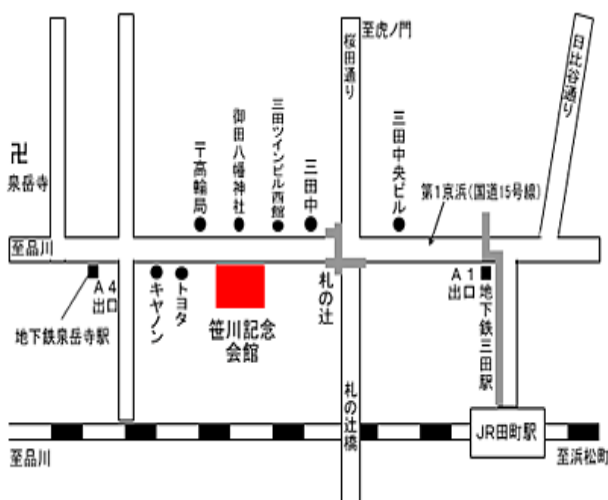 至虎ノ門
桜田通り
日比谷通り
卍
泉岳寺
〒高輪局
御田八幡神社
三田ツインビル西館
三田中
三田中央ビル
第1京浜(国道15号線)
至品川
A4
出口
地下鉄泉岳寺駅
キヤノン
トヨタ
笹川記念
会館
札の辻
A1
出口
地下鉄三田駅
札の辻橋
JR田町駅
至品川
至浜松町